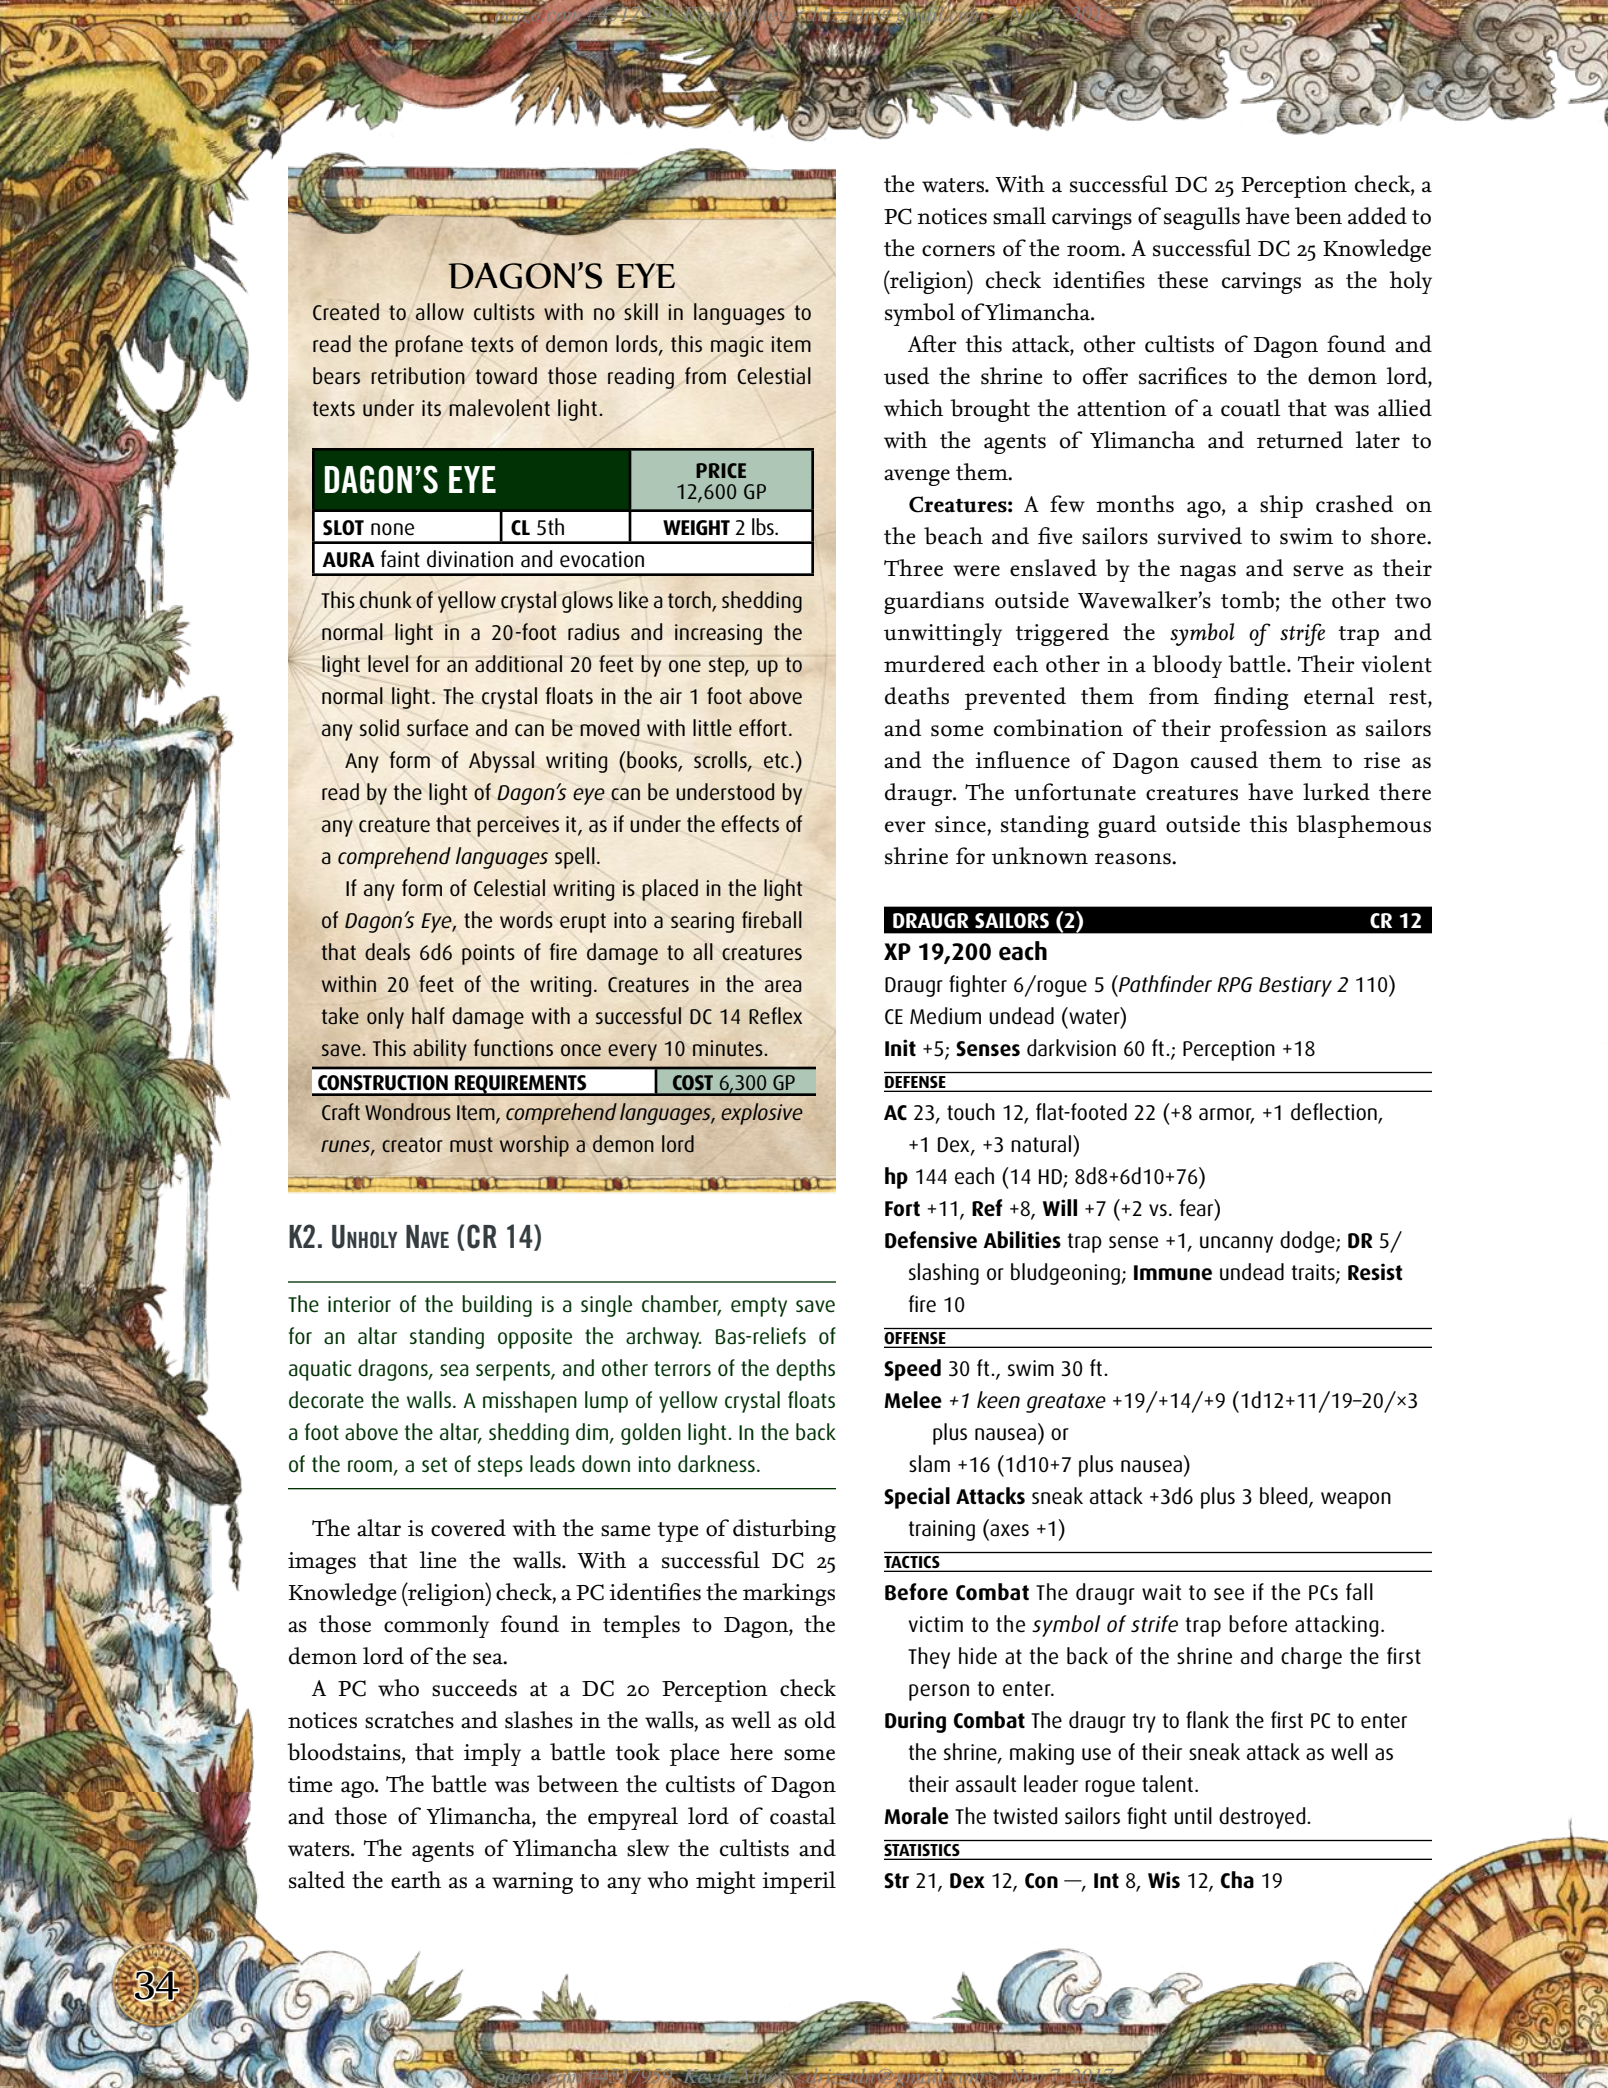 DAGON'S EYE
Created to allow cultists with no skill in languages to
read the profane texts of demon lords, this magic item
bears retribution toward those reading from Celestial
texts under its malevolent light.
DAGON'S EYE
PRICE
12,600 GP
SLOT none
CL 5th
WEIGHT 2 lbs.
AURA faint divination and evocation
This chunk of yellow crystal glows like a torch, shedding
normal light in a 20-foot radius and increasing the
light level for an additional 20 feet by one step, up to
normal light. The crystal floats in the air 1 foot above
any solid surface and can be moved with little effort.
Any form of Abyssal writing (books, scrolls, etc.)
read by the light of Dagon's eye can be understood by
any creature that perceives it, as if under the effects of
a comprehend languages spell.
If any form of Celestial writing is placed in the light
of Dagon's Eye, the words erupt into a searing fireball
that deals 6d6 points of fire damage to all creatures
within 20 feet of the writing. Creatures in the area
take only half damage with a successful DC 14 Reflex
save. This ability functions once every 10 minutes.
CONSTRUCTION REQUIREMENTS
COST 6,300 GP
Craft Wondrous Item, comprehend languages, explosive
runes, creator must worship a demon lord
K2. Unholy Nave (CR 14)
The interior of the building is a single chamber, empty save
for an altar standing opposite the archway. Bas-reliefs of
aquatic dragons, sea serpents, and other terrors of the depths
decorate the walls. A misshapen lump of yellow crystal floats
a foot above the altar, shedding dim, golden light. In the back
of the room, a set of steps leads down into darkness.
The altar is covered with the same type of disturbing
images that line the walls. With a successful DC 25
Knowledge (religion) check, a PC identifies the markings
as those commonly found in temples to Dagon, the
demon lord of the sea.
A PC who succeeds at a DC 20 Perception check
notices scratches and slashes in the walls, as well as old
bloodstains, that imply a battle took place here some
time ago. The battle was between the cultists of Dagon
and those of Ylimancha, the empyreal lord of coastal
waters. The agents of Ylimancha slew the cultists and
salted the earth as a warning to any who might imperil
the waters. With a successful DC 25 Perception check, a
PC notices small carvings of seagulls have been added to
the corners of the room. A successful DC 25 Knowledge
(religion) check identifies these carvings as the holy
symbol of Ylimancha.
After this attack, other cultists of Dagon found and
used the shrine to offer sacrifices to the demon lord,
which brought the attention of a couatl that was allied
with the agents of Ylimancha and returned later to
avenge them.
Creatures: A few months ago, a ship crashed on
the beach and five sailors survived to swim to shore.
Three were enslaved by the nagas and serve as their
guardians outside Wavewalker's tomb; the other two
unwittingly triggered the symbol of strife trap and
murdered each other in a bloody battle. Their violent
deaths prevented them from finding eternal rest,
and some combination of their profession as sailors
and the influence of Dagon caused them to rise as
draugr. The unfortunate creatures have lurked there
ever since, standing guard outside this blasphemous
shrine for unknown reasons.
DRAUGR SAILORS (2) CR 12
XP 19,200 each
Draugr fighter 6/rogue 5 (Pathfinder RPG Bestiary 2 110)
CE Medium undead (water)
Init +5; Senses darkvision 60 ft.; Perception +18
DEFENSE
AC 23, touch 12, flat-footed 22 (+8 armor, +1 deflection,
+1 Dex, +3 natural)
hp 144 each (14 HD; 8d8+6d10+76)
Fort +11, Ref +8, Will +7 (+2 vs. fear)
Defensive Abilities trap sense +1, uncanny dodge; DR 5/
slashing or bludgeoning; Immune undead traits; Resist
fire 10
OFFENSE
Speed 30 ft., swim 30 ft.
Melee +1 keen greataxe +19/+14/+9 (1d12+11/19–20/×3
plus nausea) or
slam +16 (1d10+7 plus nausea)
Special Attacks sneak attack +3d6 plus 3 bleed, weapon
training (axes +1)
TACTICS
Before Combat The draugr wait to see if the PCs fall
victim to the symbol of strife trap before attacking.
They hide at the back of the shrine and charge the first
person to enter.
During Combat The draugr try to flank the first PC to enter
the shrine, making use of their sneak attack as well as
their assault leader rogue talent.
Morale The twisted sailors fight until destroyed.
STATISTICS
Str 21, Dex 12, Con —, Int 8, Wis 12, Cha 19
34